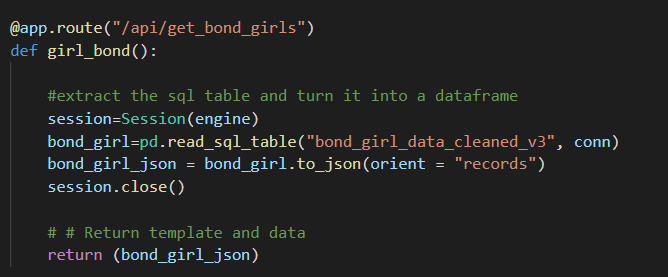 @app.route("/api/get_bond_girls")
def girl_bond():
#extract the sql table and turn it into a dataframe
session=Session(engine)
bond_girl=pd.read_sql_table("bond_girl_data_cleaned_v3", conn)
bond_girl_json = bond_girl.to_json(orient = "records")
session.close()
# # Return template and data
return (bond_girl_json)